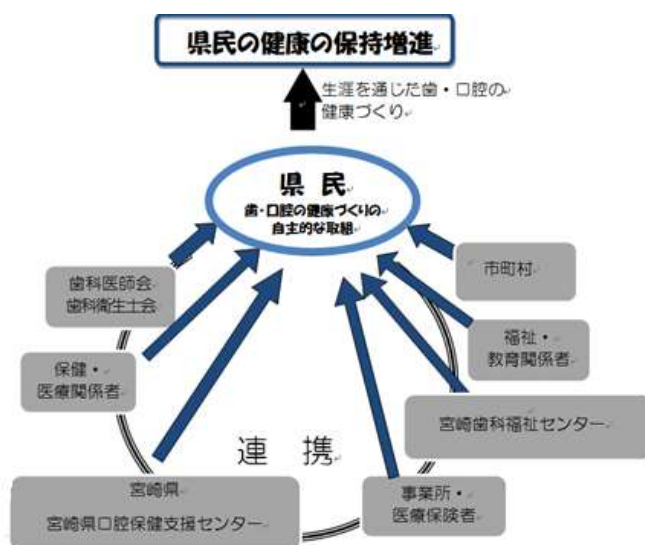 県民の健康の保持増進
生涯を通じた歯・口腔の
健康づくり
県 民
歯・口腔の健康づくりの
自主的な取組
歯科医師会
歯科衛生士会
市町村
保健・
医療関係者
福祉・
教育関係者
宮崎歯科福祉センター
連 携
宮崎県
宮崎県口腔保健支援センター
事業所・
医療保険者